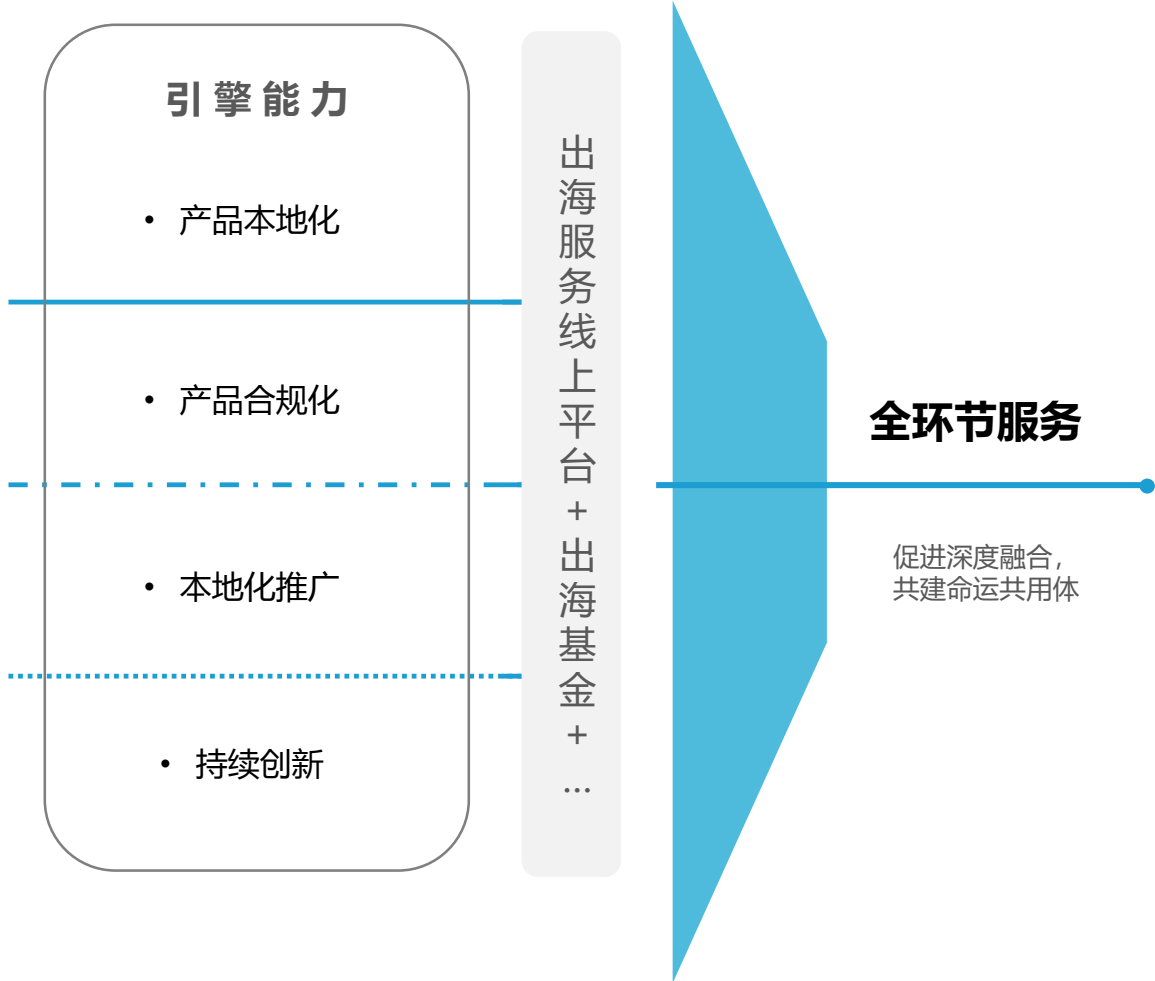 引擎能力
• 产品本地化
• 产品合规化
• 本地化推广
• 持续创新
出海服务线上平台+出海基金+...
全环节服务
促进深度融合，
共建命运共用体